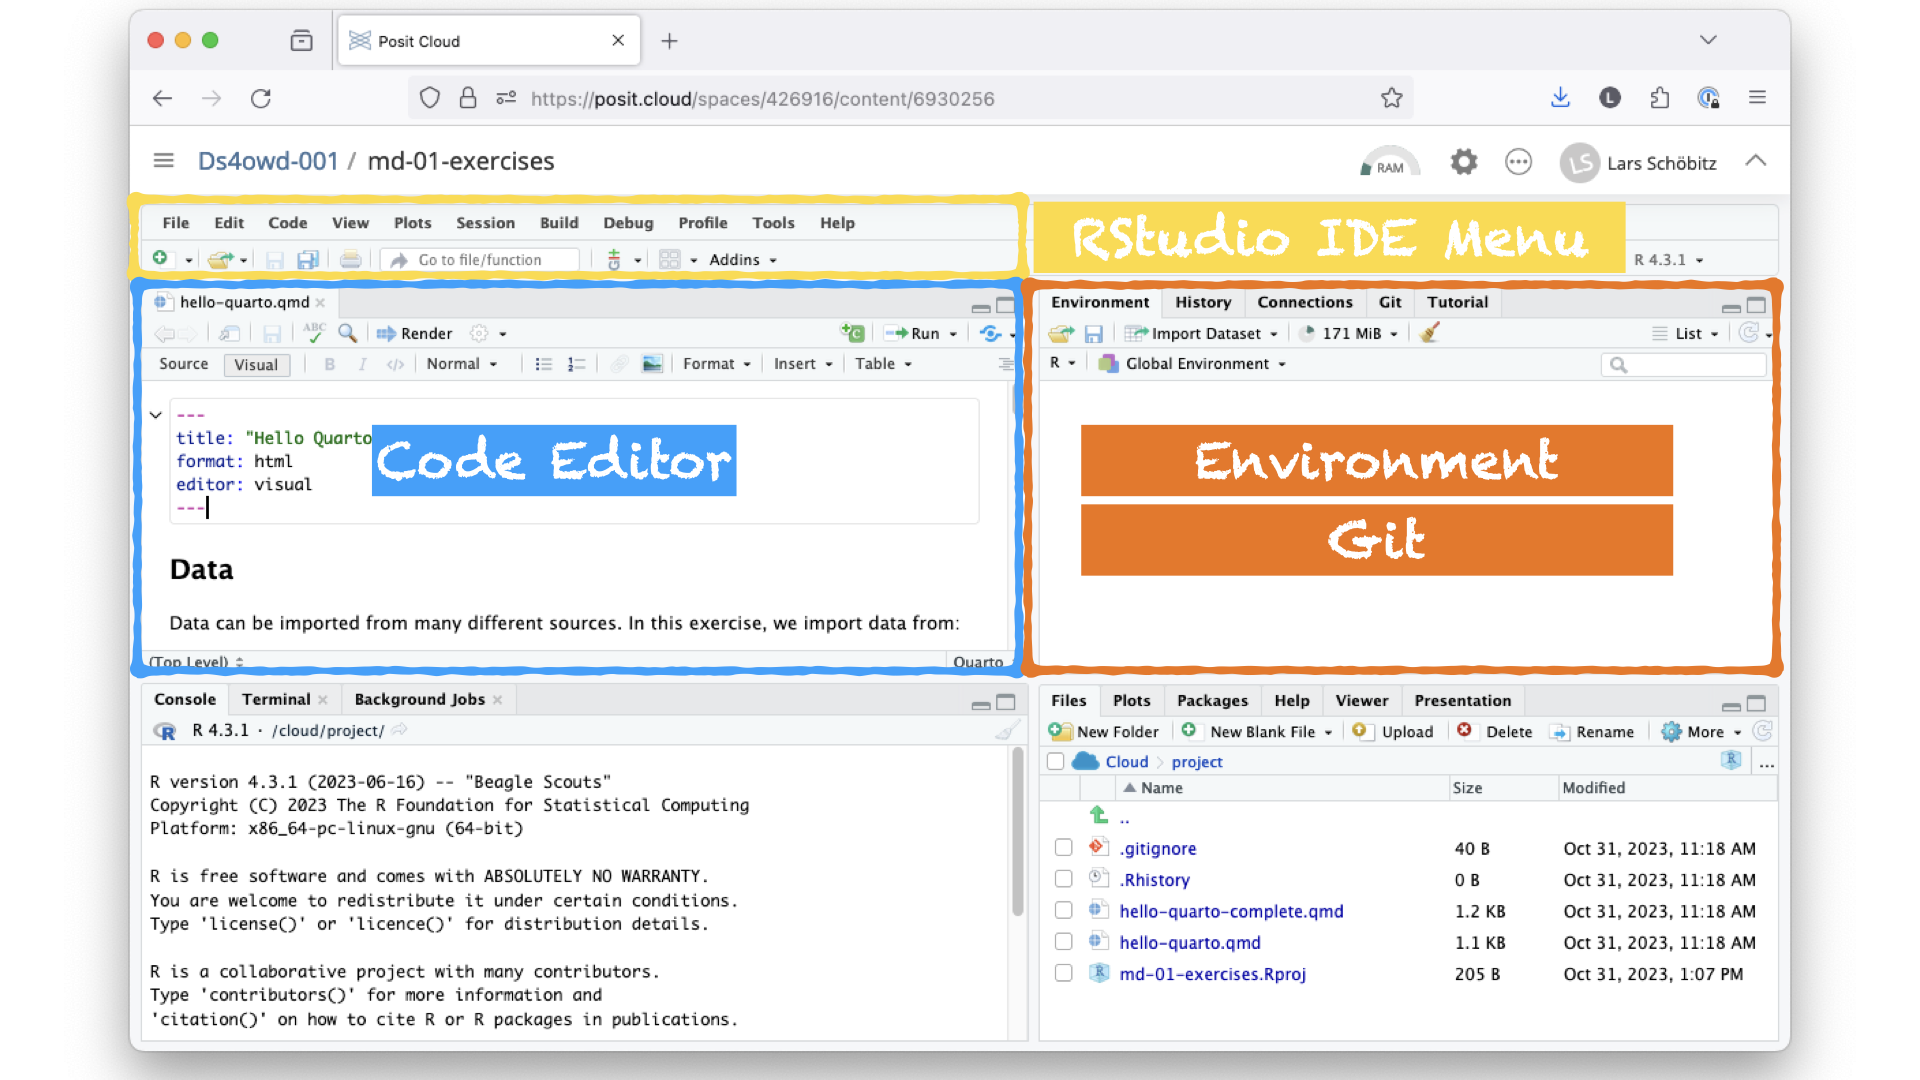 Posit Cloud
https://posit.cloud/spaces/426916/content/6930256
L
Ds4owd-001 / md-01-exercises
RAM
LS Lars Schöbitz
File Edit Code View Plots Session Build Debug Profile Tools Help
RStudio IDE Menu
Go to file/function Addins
R 4.3.1
hello-quarto.qmd
ABC Render Run
Source Visual B I </> Normal Format Insert Table
---
title: "Hello Quarto
format: html
editor: visual
---
Code Editor
Data
Data can be imported from many different sources. In this exercise, we import data from:
(Top Level) Quarto
Environment History Connections Git Tutorial
Import Dataset 171 MiB List
R Global Environment
Environment
Git
Console Terminal Background Jobs
R 4.3.1 · /cloud/project/
R version 4.3.1 (2023-06-16) -- "Beagle Scouts"
Copyright (C) 2023 The R Foundation for Statistical Computing
Platform: x86_64-pc-linux-gnu (64-bit)
R is free software and comes with ABSOLUTELY NO WARRANTY.
You are welcome to redistribute it under certain conditions.
Type 'license()' or 'licence()' for distribution details.
R is a collaborative project with many contributors.
Type 'contributors()' for more information and
'citation()' on how to cite R or R packages in publications.
Files Plots Packages Help Viewer Presentation
New Folder New Blank File Upload Delete Rename More
Cloud project ...
Name Size Modified
..
.gitignore 40 B Oct 31, 2023, 11:18 AM
.Rhistory 0 B Oct 31, 2023, 11:18 AM
hello-quarto-complete.qmd 1.2 KB Oct 31, 2023, 11:18 AM
hello-quarto.qmd 1.1 KB Oct 31, 2023, 11:18 AM
md-01-exercises.Rproj 205 B Oct 31, 2023, 1:07 PM